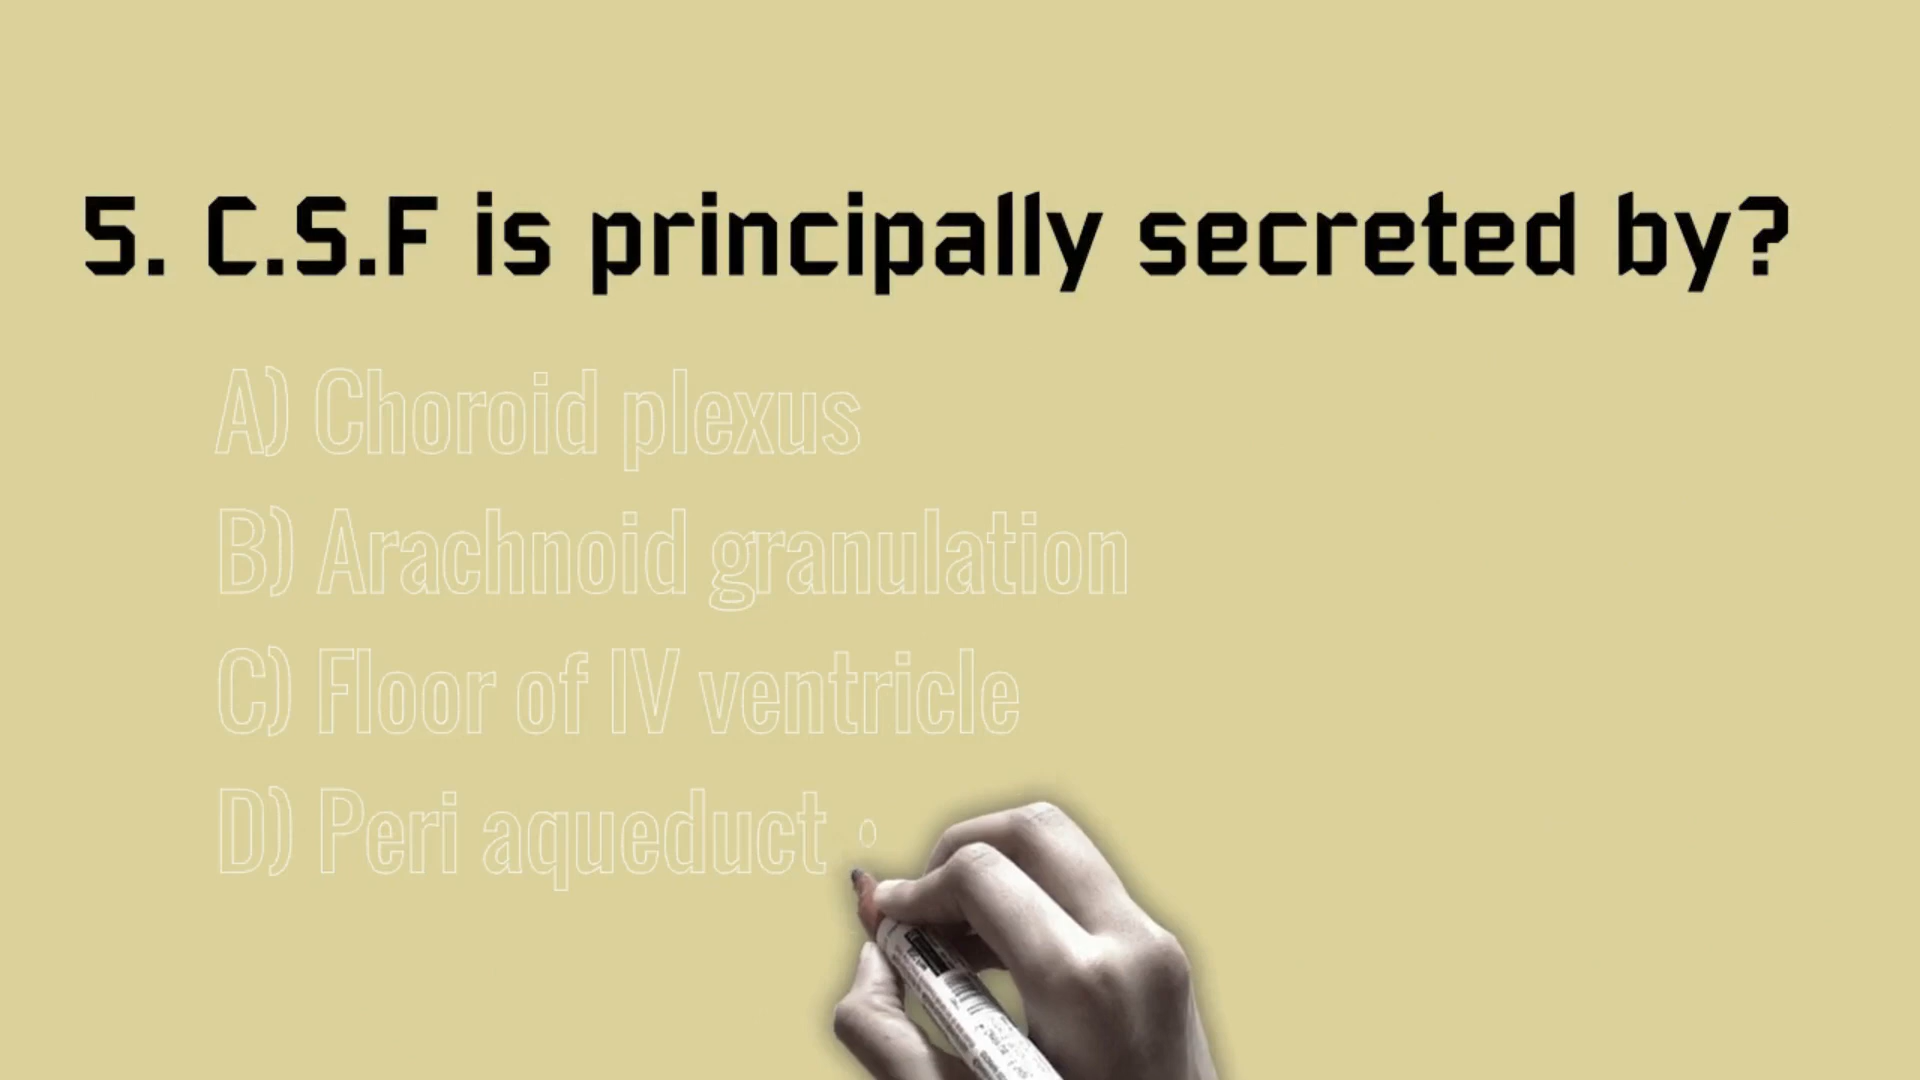 5. C.S.F is principally secreted by?
A) Choroid plexus
B) Arachnoid granulation
C) Floor of IV ventricle
D) Peri aqueduct